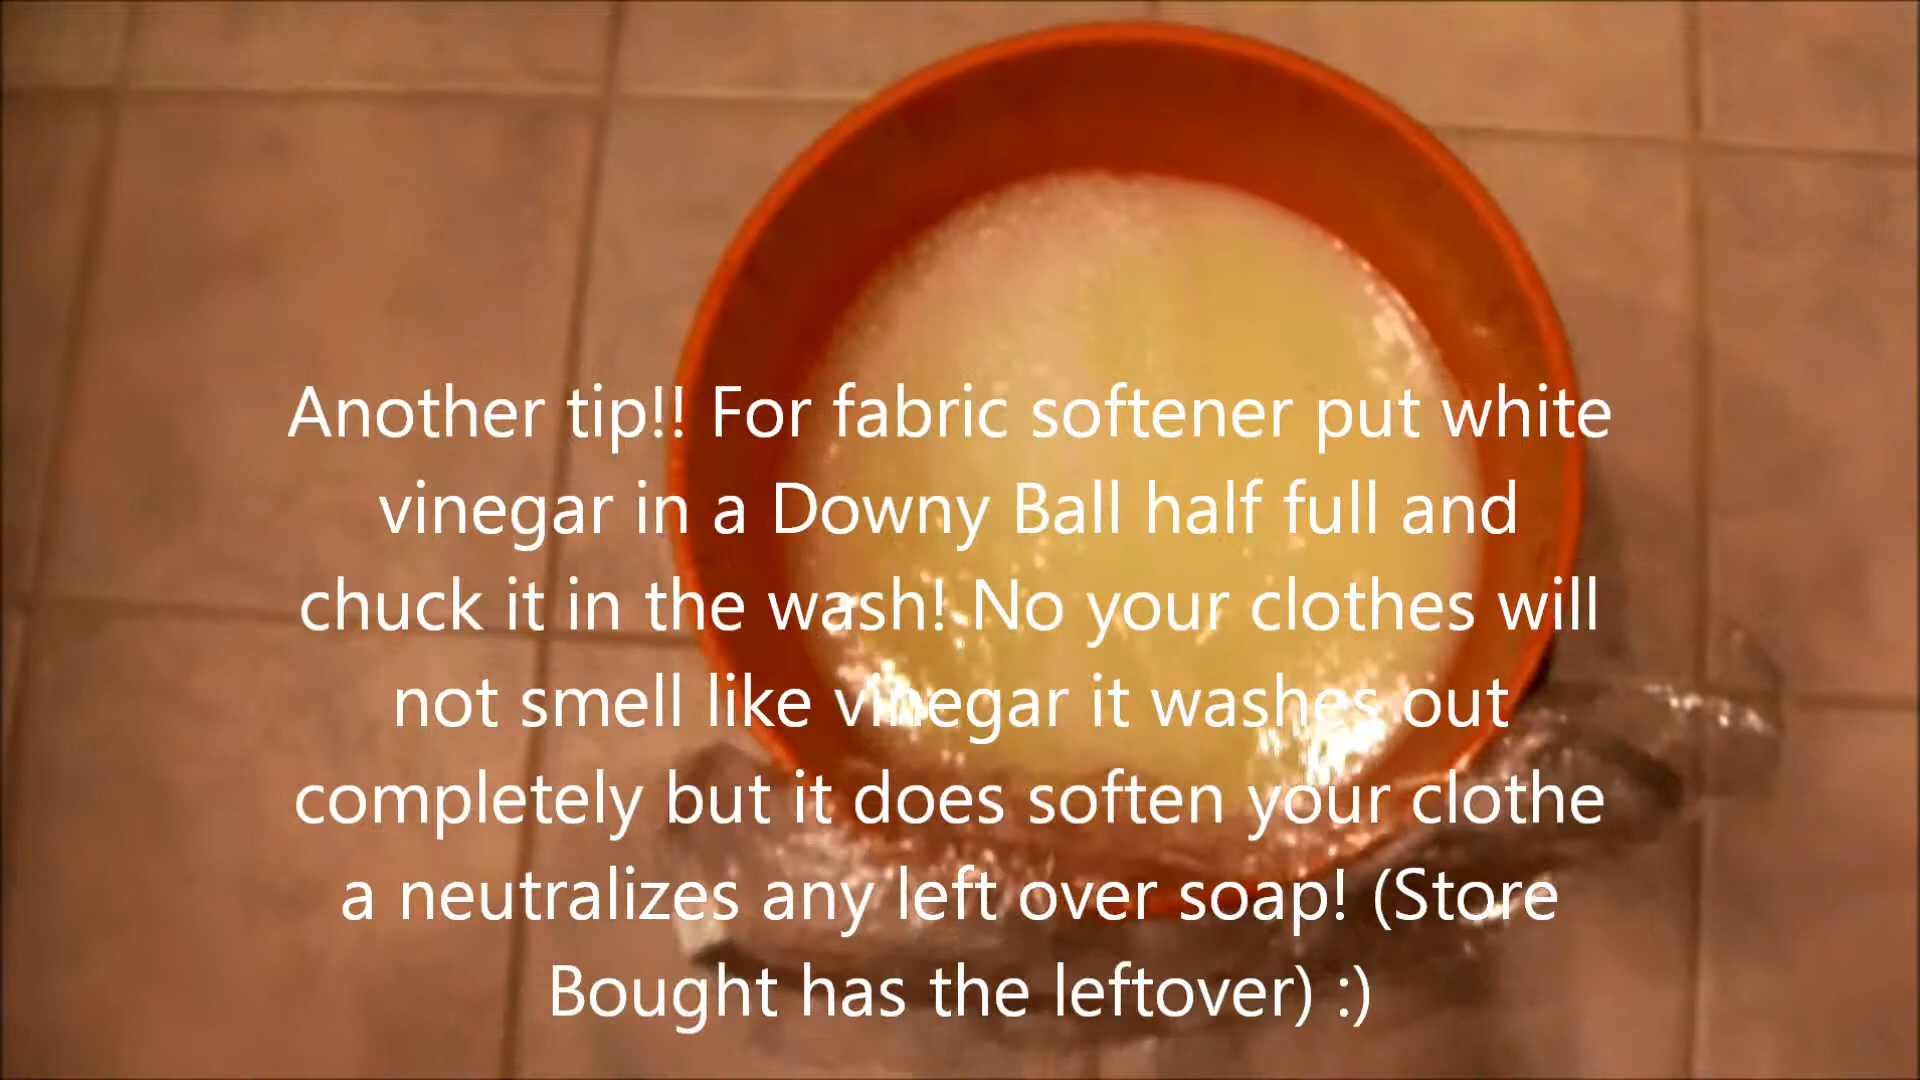 Another tip!! For fabric softener put white
vinegar in a Downy Ball half full and
chuck it in the wash! No your clothes will
not smell like vinegar it washes out
completely but it does soften your clothe
a neutralizes any left over soap! (Store
Bought has the leftover) :)